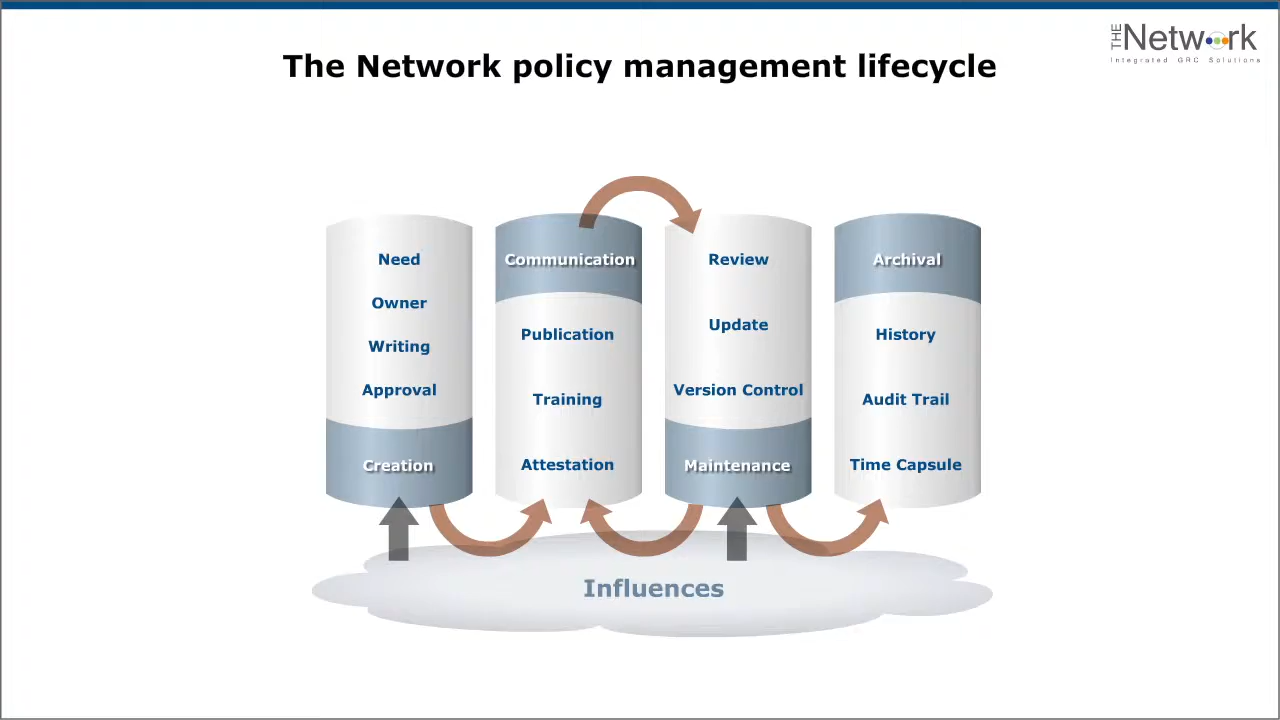 THE Network
Integrated GRC Solutions
The Network policy management lifecycle
Need
Owner
Writing
Approval
Creation
Communication
Publication
Training
Attestation
Review
Update
Version Control
Maintenance
Archival
History
Audit Trail
Time Capsule
Influences